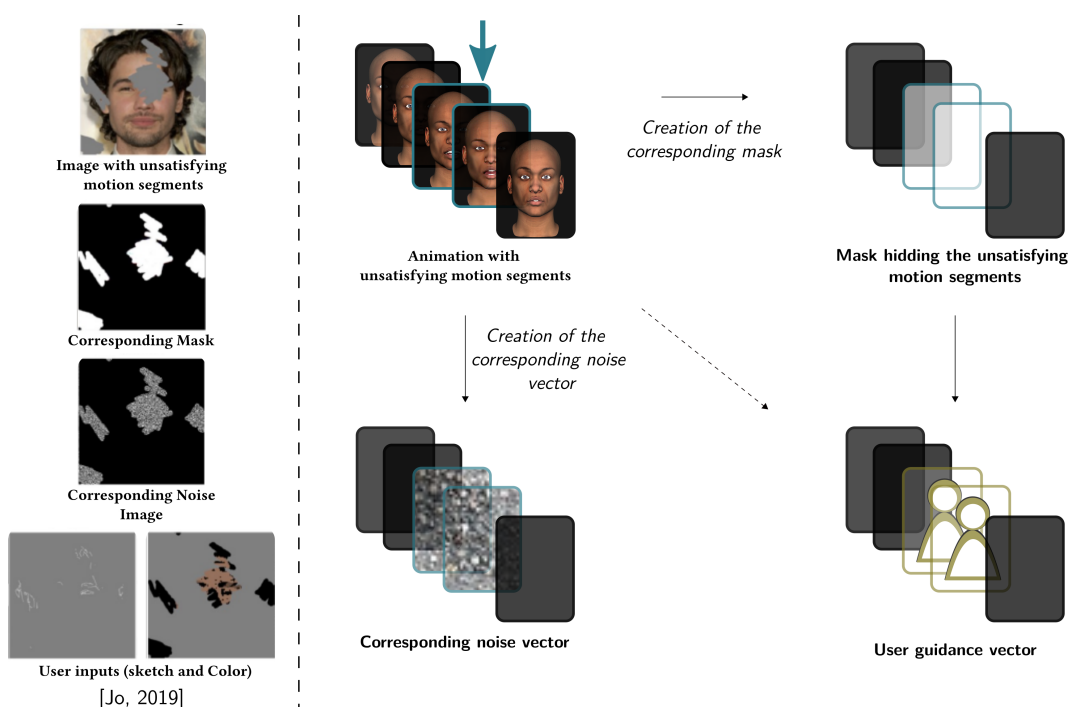 Image with unsatisfying
motion segments
Corresponding Mask
Corresponding Noise
Image
User inputs (sketch and Color)
[Jo, 2019]
Creation of the
corresponding mask
Animation with
unsatisfying motion segments
Mask hidding the unsatisfying
motion segments
Creation of the
corresponding noise
vector
Corresponding noise vector
User guidance vector